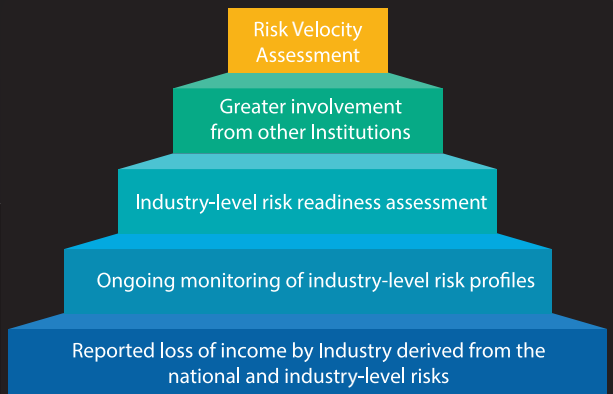 Risk Velocity
Assessment
Greater involvement
from other Institutions
Industry-level risk readiness assessment
Ongoing monitoring of industry-level risk profiles
Reported loss of income by Industry derived from the
national and industry-level risks